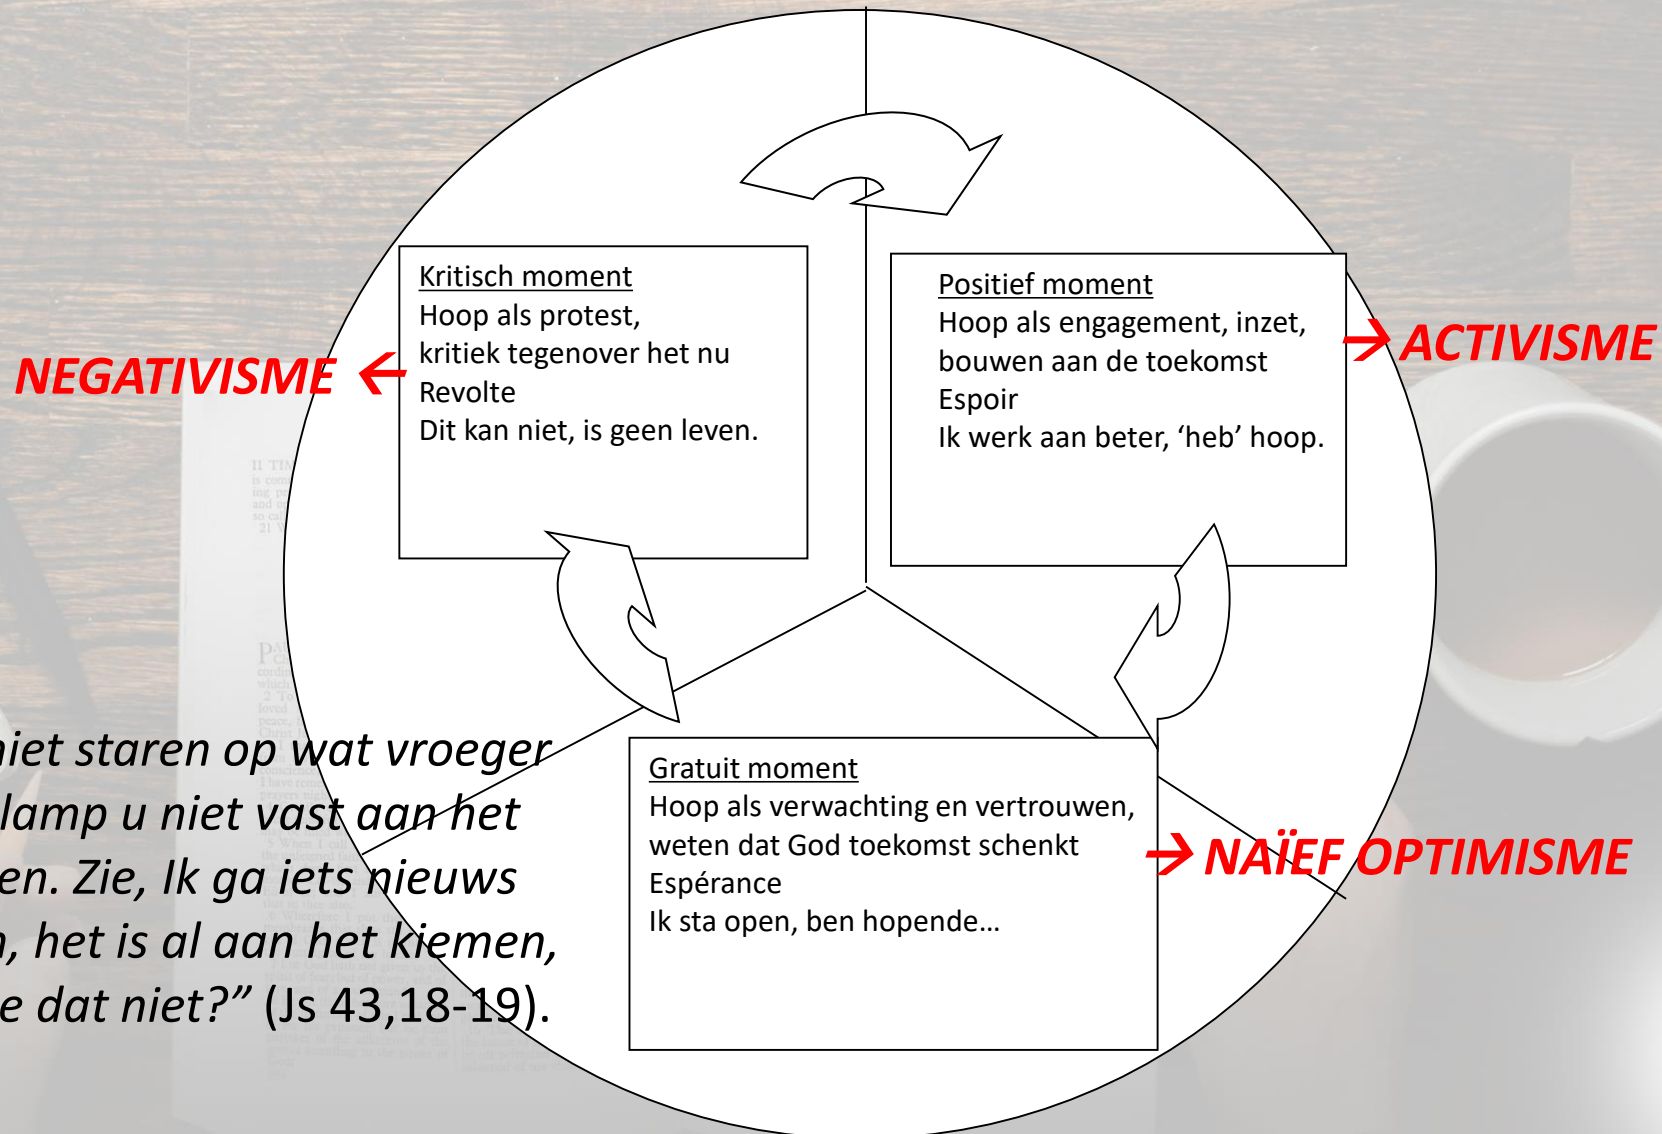 Kritisch moment
Hoop als protest,
kritiek tegenover het nu
Revolte
Dit kan niet, is geen leven.
NEGATIVISME ←
Positief moment
Hoop als engagement, inzet,
bouwen aan de toekomst
Espoir
Ik werk aan beter, ‘heb’ hoop.
→ ACTIVISME
niet staren op wat vroeger
lamp u niet vast aan het
en. Zie, Ik ga iets nieuws
n, het is al aan het kiemen,
e dat niet?” (Js 43,18-19).
Gratuit moment
Hoop als verwachting en vertrouwen,
weten dat God toekomst schenkt
Espérance
Ik sta open, ben hopende…
→ NAÏEF OPTIMISME